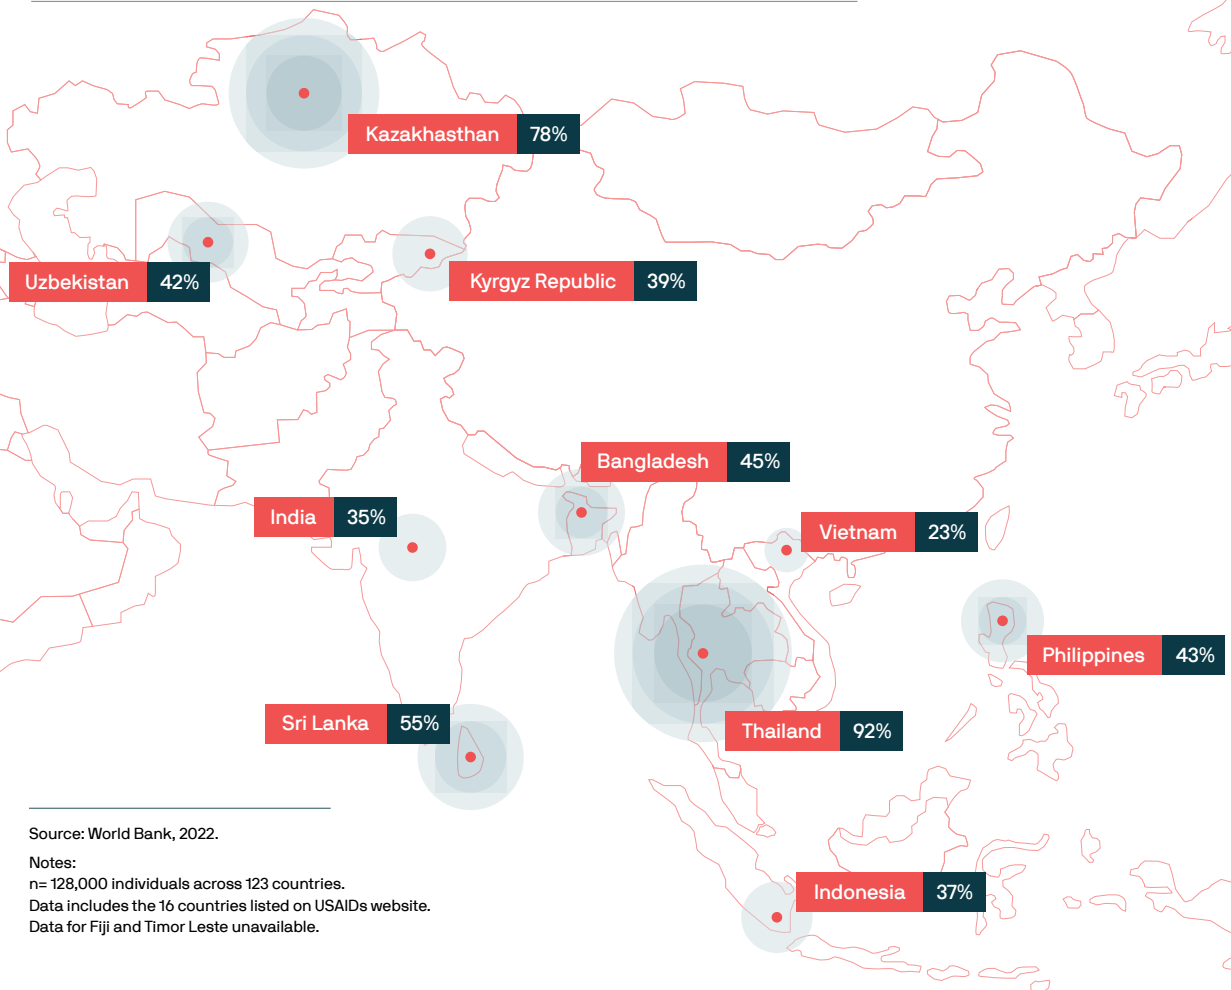 Kazakhasthan 78%
Uzbekistan 42%
Kyrgyz Republic 39%
Bangladesh 45%
India 35%
Vietnam 23%
Philippines 43%
Sri Lanka 55%
Thailand 92%
Source: World Bank, 2022.
Notes:
n= 128,000 individuals across 123 countries.
Data includes the 16 countries listed on USAIDs website.
Data for Fiji and Timor Leste unavailable.
Indonesia 37%